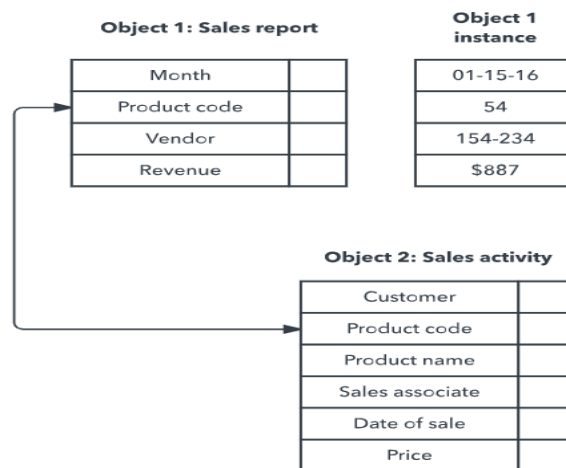 Object 1: Sales report
Month
Product code
Vendor
Revenue
Object 1
instance
01-15-16
54
154-234
$887
Object 2: Sales activity
Customer
Product code
Product name
Sales associate
Date of sale
Price